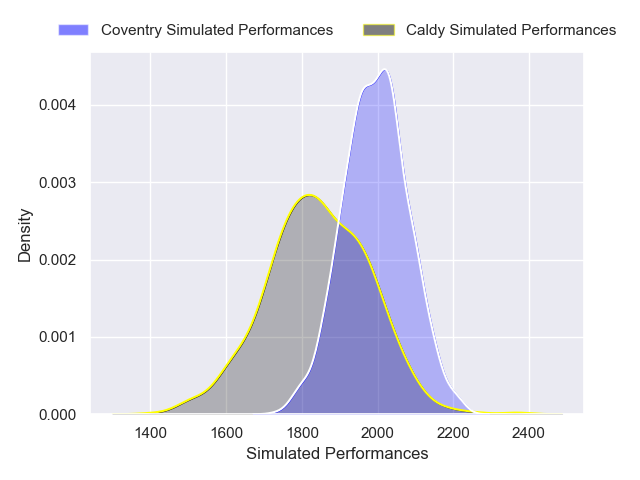 Coventry Simulated Performances Caldy Simulated Performances
0.004
0.003
0.002
0.001
0.000
Density
1400 1600 1800 2000 2200 2400
Simulated Performances